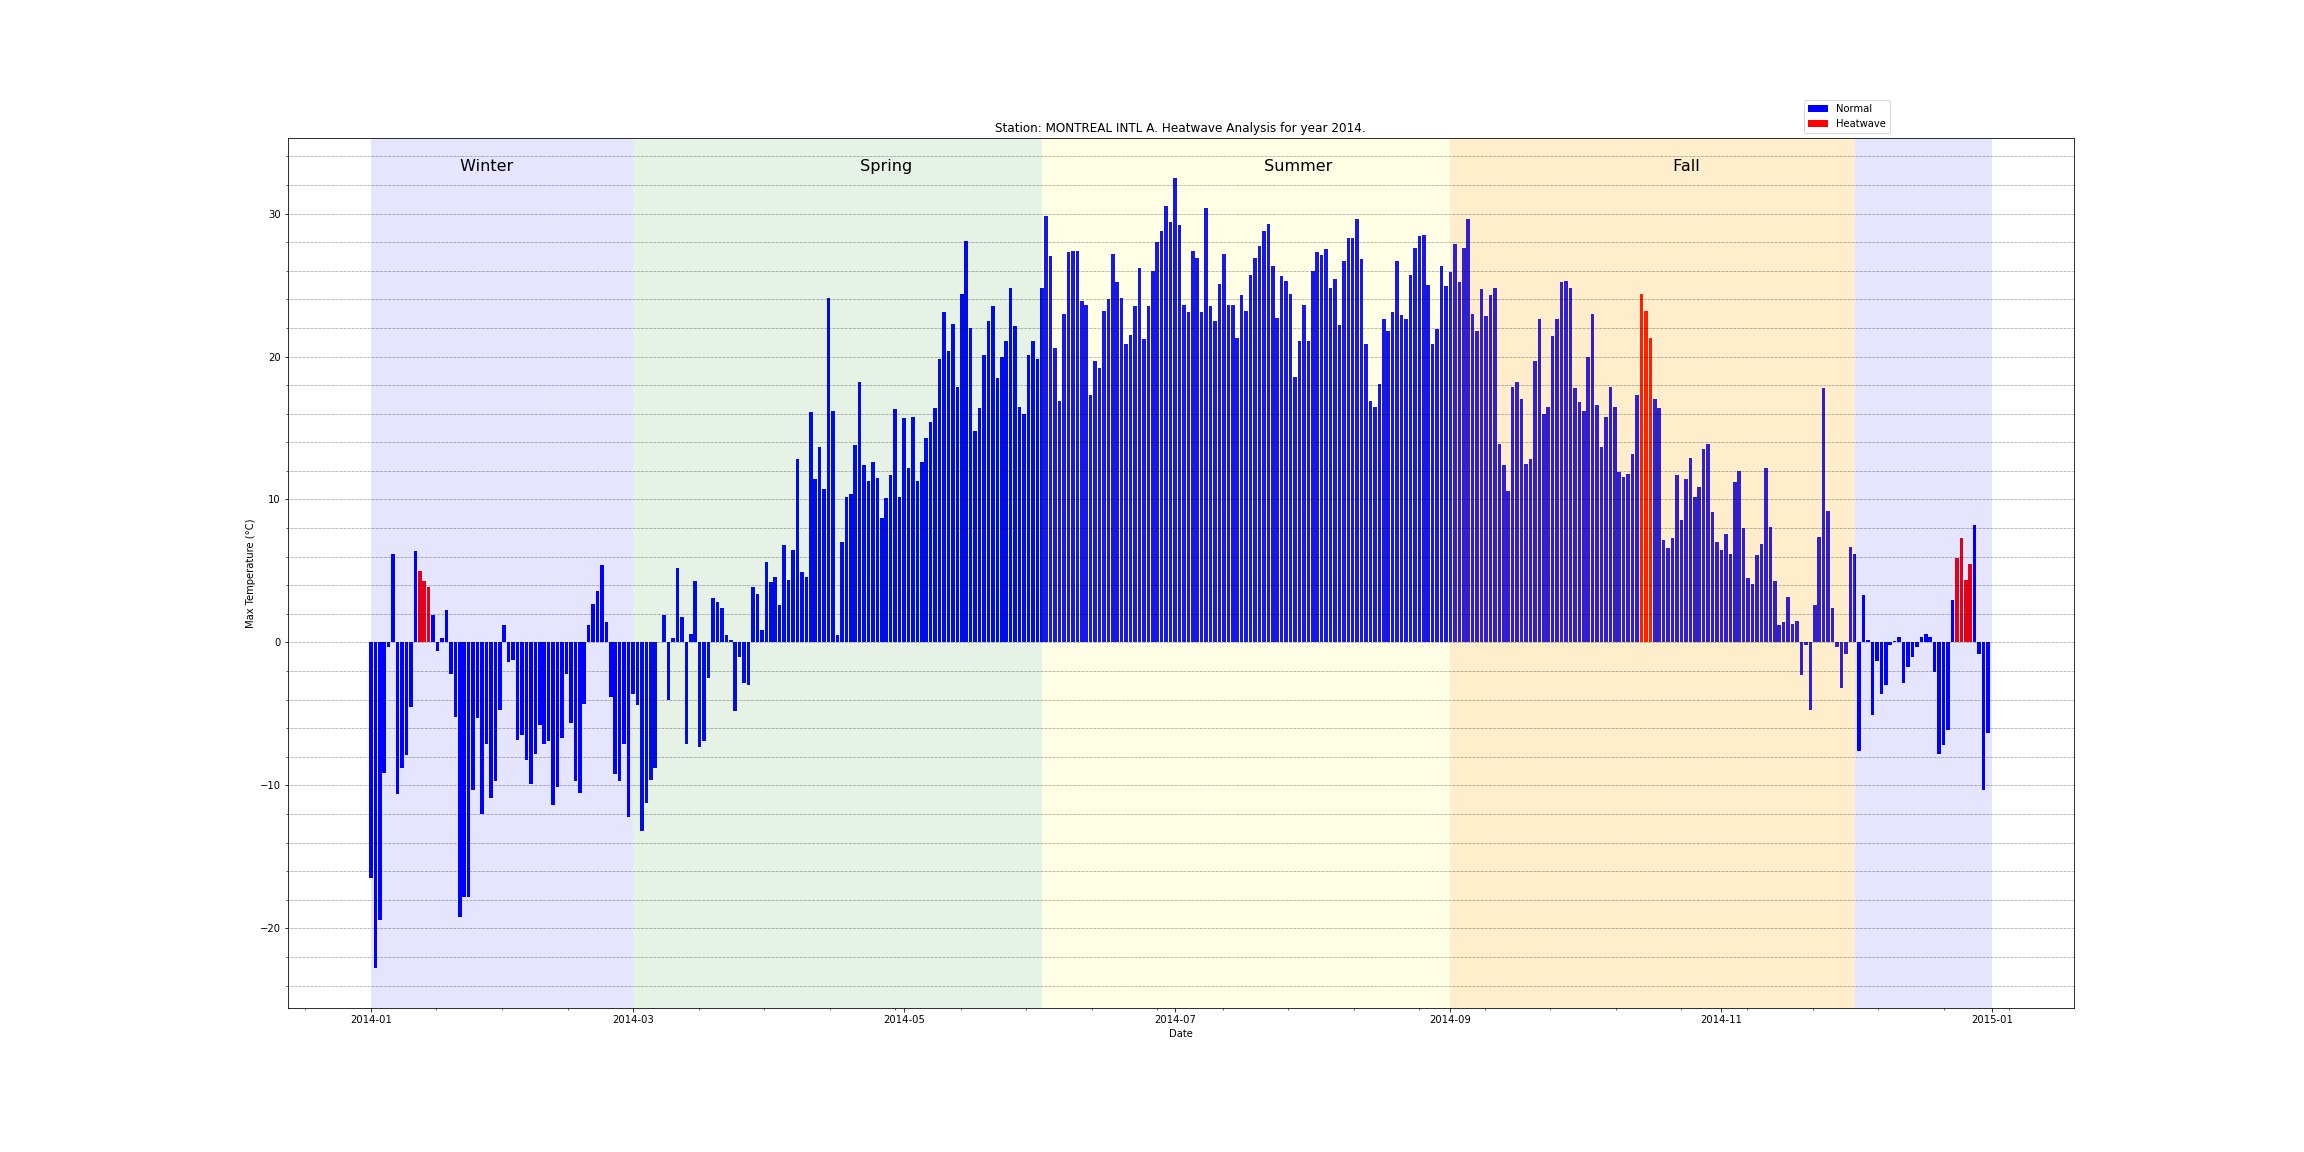 Normal
Heatwave
Station: MONTREAL INTL A. Heatwave Analysis for year 2014.
Winter Spring Summer Fall
30
20
10
0
−10
−20
Max Temperature (°C)
2014-01 2014-03 2014-05 2014-07 2014-09 2014-11 2015-01
Date